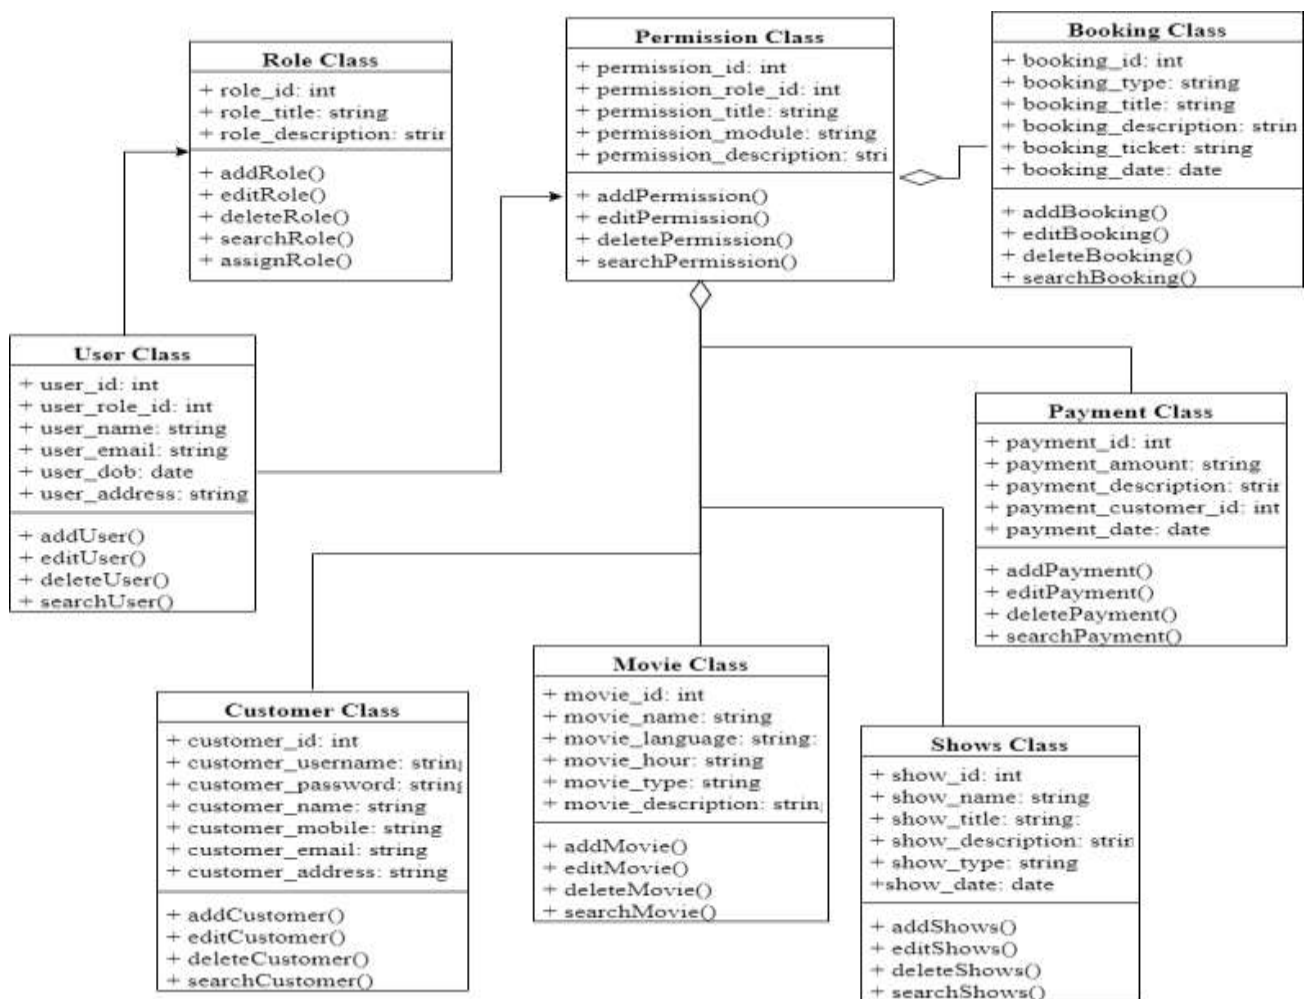 Role Class
+ role_id: int
+ role_title: string
+ role_description: strin
+ addRole()
+ editRole()
+ deleteRole()
+ searchRole()
+ assignRole()
Permission Class
+ permission_id: int
+ permission_role_id: int
+ permission_title: string
+ permission_module: string
+ permission_description: stri
+ addPermission()
+ editPermission()
+ deletePermission()
+ searchPermission()
Booking Class
+ booking_id: int
+ booking_type: string
+ booking_title: string
+ booking_description: strin
+ booking_ticket: string
+ booking_date: date
+ addBooking()
+ editBooking()
+ deleteBooking()
+ searchBooking()
User Class
+ user_id: int
+ user_role_id: int
+ user_name: string
+ user_email: string
+ user_dob: date
+ user_address: string
+ addUser()
+ editUser()
+ deleteUser()
+ searchUser()
Payment Class
+ payment_id: int
+ payment_amount: string
+ payment_description: strin
+ payment_customer_id: int
+ payment_date: date
+ addPayment()
+ editPayment()
+ deletePayment()
+ searchPayment()
Customer Class
+ customer_id: int
+ customer_username: string
+ customer_password: string
+ customer_name: string
+ customer_mobile: string
+ customer_email: string
+ customer_address: string
+ addCustomer()
+ editCustomer()
+ deleteCustomer()
+ searchCustomer()
Movie Class
+ movie_id: int
+ movie_name: string
+ movie_language: string:
+ movie_hour: string
+ movie_type: string
+ movie_description: string
+ addMovie()
+ editMovie()
+ deleteMovie()
+ searchMovie()
Shows Class
+ show_id: int
+ show_name: string
+ show_title: string:
+ show_description: strin
+ show_type: string
+show_date: date
+ addShows()
+ editShows()
+ deleteShows()
+ searchShows()